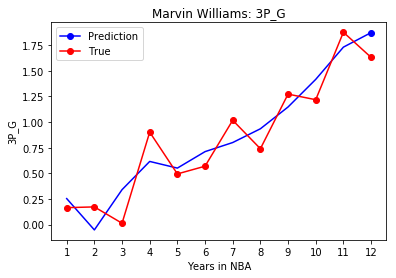 Marvin Williams: 3P_G
Prediction
True
3P_G
1.75
1.50
1.25
1.00
0.75
0.50
0.25
0.00
1 2 3 4 5 6 7 8 9 10 11 12
Years in NBA